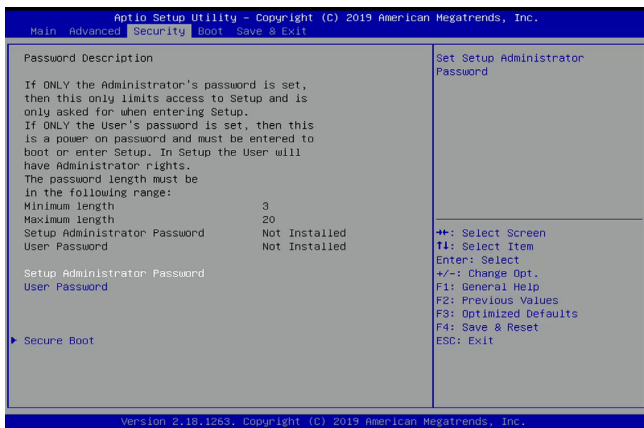 Aptio Setup Utility – Copyright (C) 2019 American Megatrends, Inc.
Main Advanced Security Boot Save & Exit
Password Description
If ONLY the Administrator's password is set,
then this only limits access to Setup and is
only asked for when entering Setup.
If ONLY the User's password is set, then this
is a power on password and must be entered to
boot or enter Setup. In Setup the User will
have Administrator rights.
The password length must be
in the following range:
Minimum length 3
Maximum length 20
Setup Administrator Password Not Installed
User Password Not Installed
Setup Administrator Password
User Password
Secure Boot
Set Setup Administrator
Password
→←: Select Screen
↑↓: Select Item
Enter: Select
+/-: Change Opt.
F1: General Help
F2: Previous Values
F3: Optimized Defaults
F4: Save & Reset
ESC: Exit
Version 2.18.1263. Copyright (C) 2019 American Megatrends, Inc.